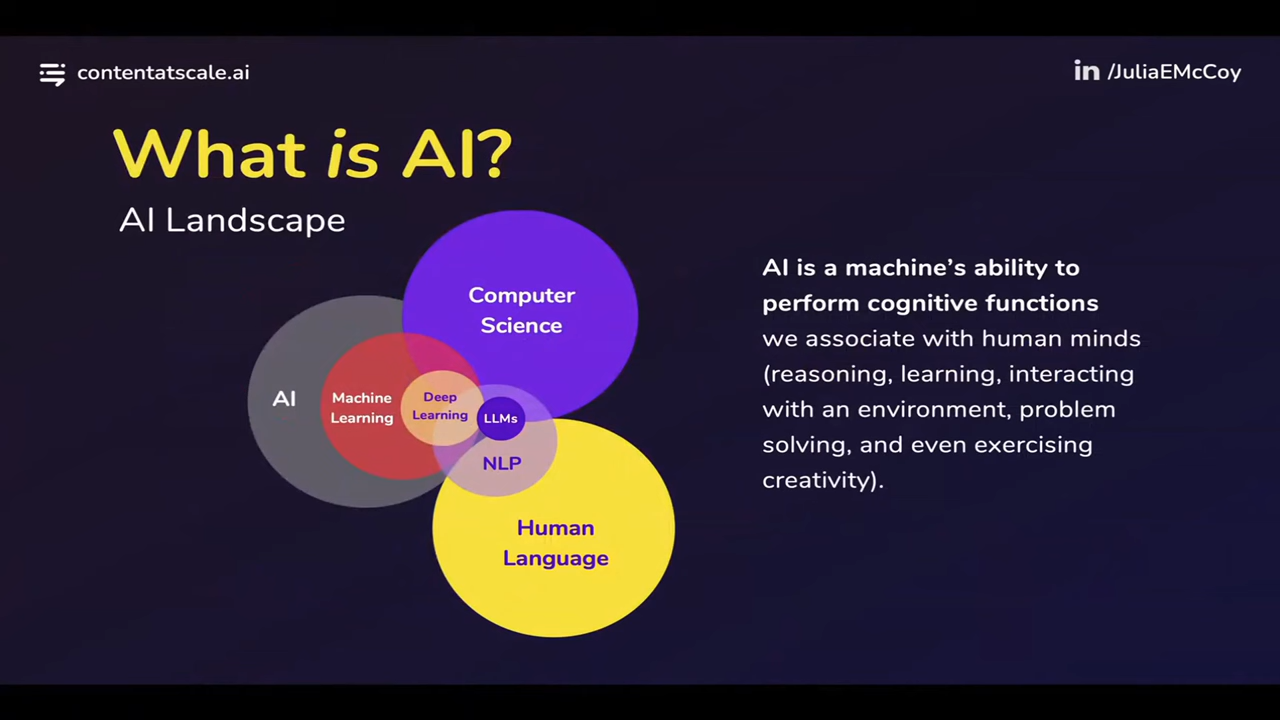 contentatscale.ai
in /JuliaEMcCoy
What is AI?
AI Landscape
Computer
Science
AI
Machine
Learning
Deep
Learning
LLMs
NLP
Human
Language
AI is a machine’s ability to
perform cognitive functions
we associate with human minds
(reasoning, learning, interacting
with an environment, problem
solving, and even exercising
creativity).